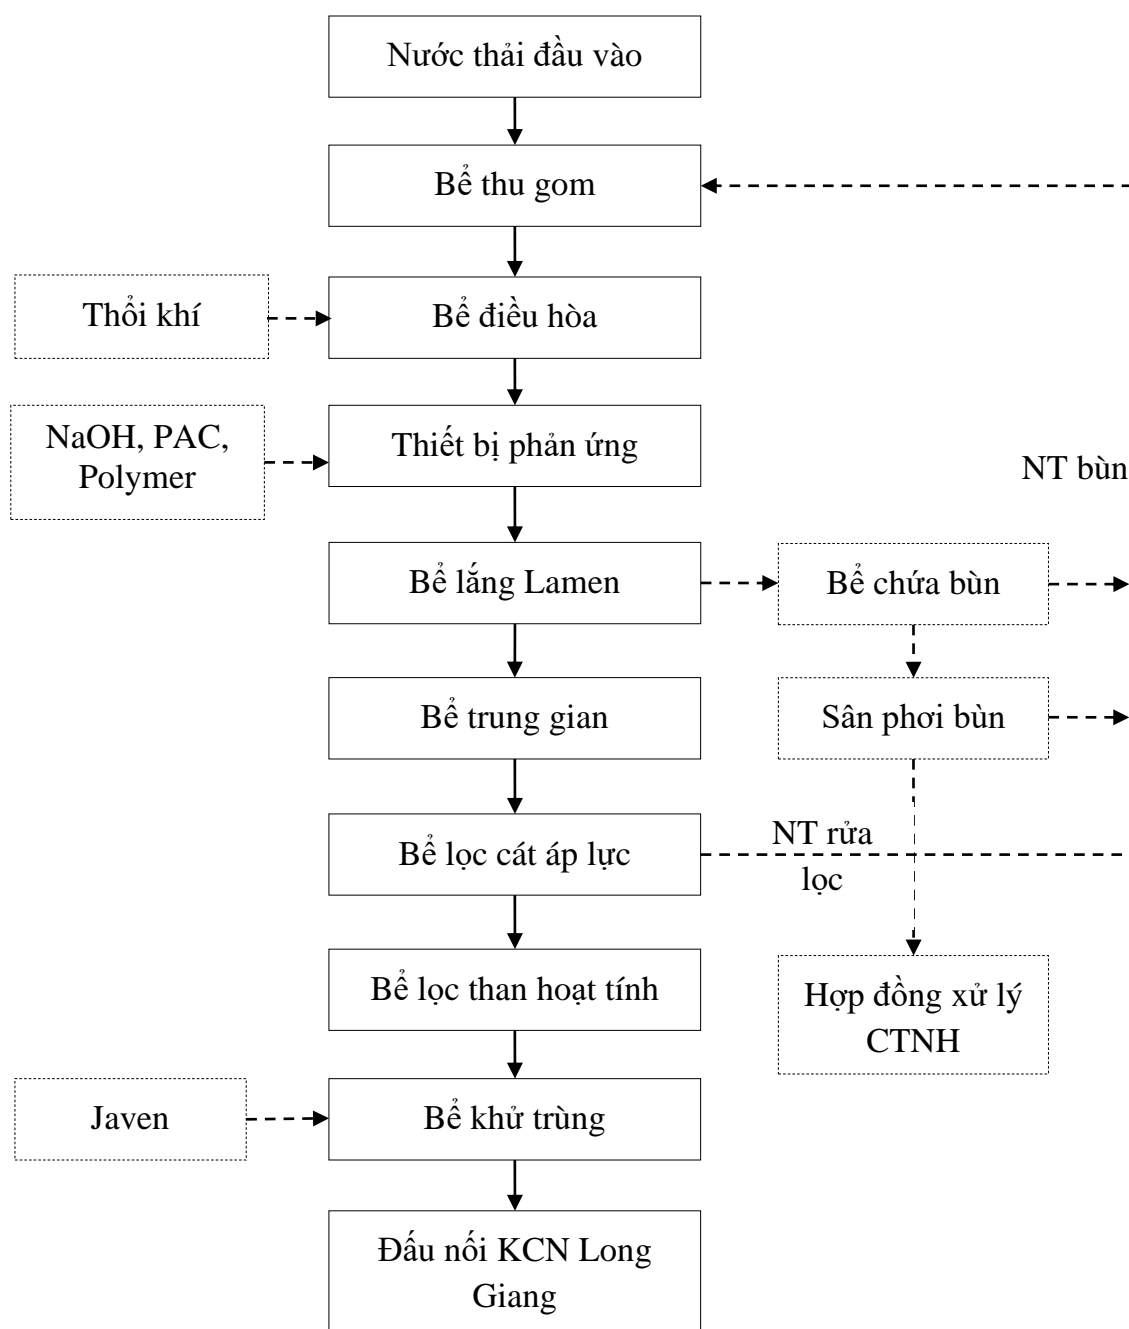 Nước thải đầu vào
Bể thu gom
Thổi khí
Bể điều hòa
NaOH, PAC,
Polymer
Thiết bị phản ứng
NT bùn
Bể lắng Lamen
Bể chứa bùn
Bể trung gian
Sân phơi bùn
Bể lọc cát áp lực
NT rửa
lọc
Bể lọc than hoạt tính
Hợp đồng xử lý
CTNH
Javen
Bể khử trùng
Đấu nối KCN Long
Giang